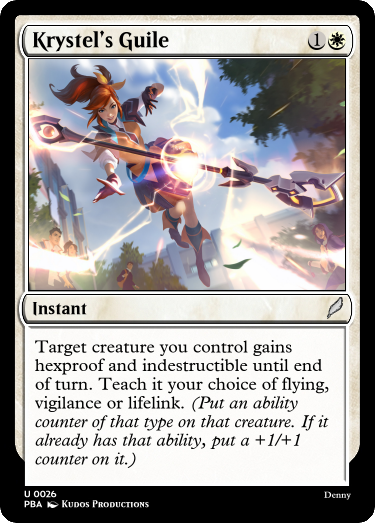 Krystel's Guile 1
Instant
Target creature you control gains
hexproof and indestructible until end
of turn. Teach it your choice of flying,
vigilance or lifelink. (Put an ability
counter of that type on that creature. If it
already has that ability, put a +1/+1
counter on it.)
U 0026
PBA Kudos Productions
Denny